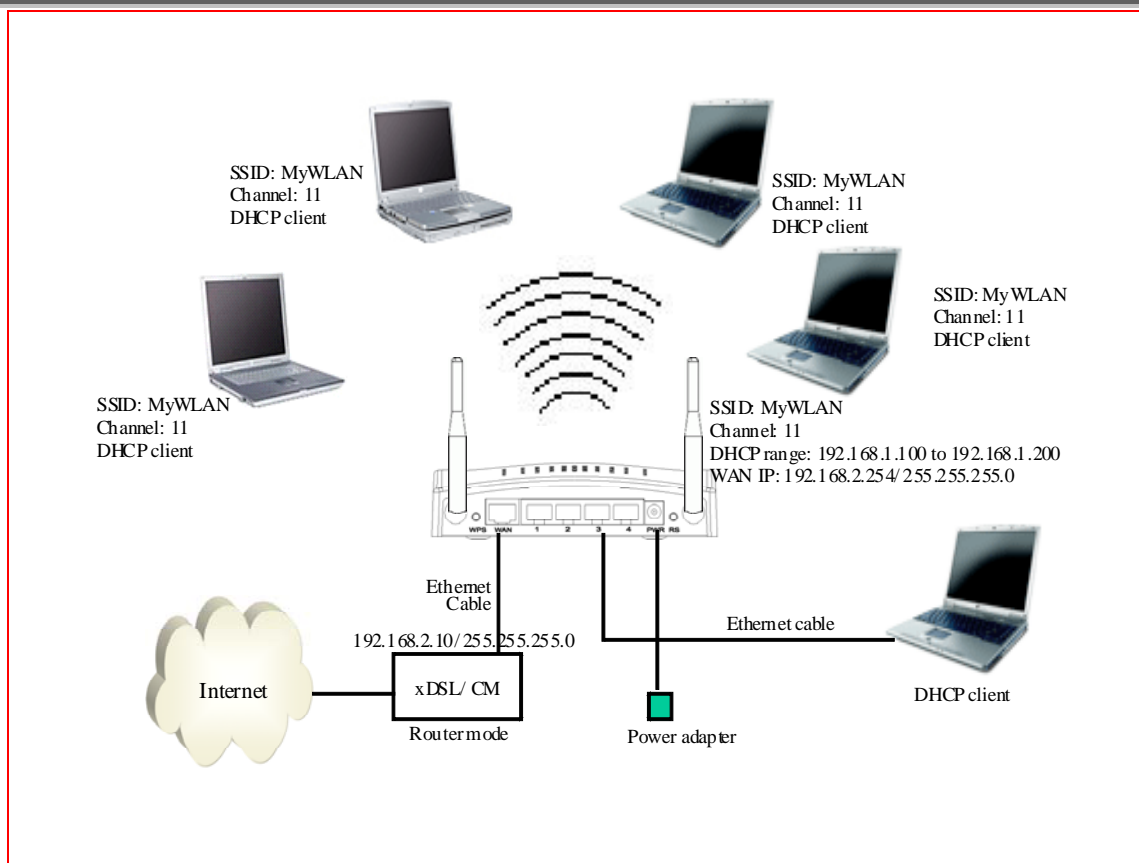 SSID: MyWLAN
Channel: 11
DHCP client
SSID: MyWLAN
Channel: 11
DHCP client
SSID: MyWLAN
Channel: 11
DHCP client
SSID: MyWLAN
Channel: 11
DHCP client
SSID: MyWLAN
Channel: 11
DHCP range: 192.168.1.100 to 192.168.1.200
WAN IP: 192.168.2.254/255.255.255.0
WPS WAN 1 2 3 4 PWR RS
Ethernet
Cable
Ethernet cable
192.168.2.10/255.255.255.0
Internet
xDSL/CM
DHCP client
Router mode
Power adapter